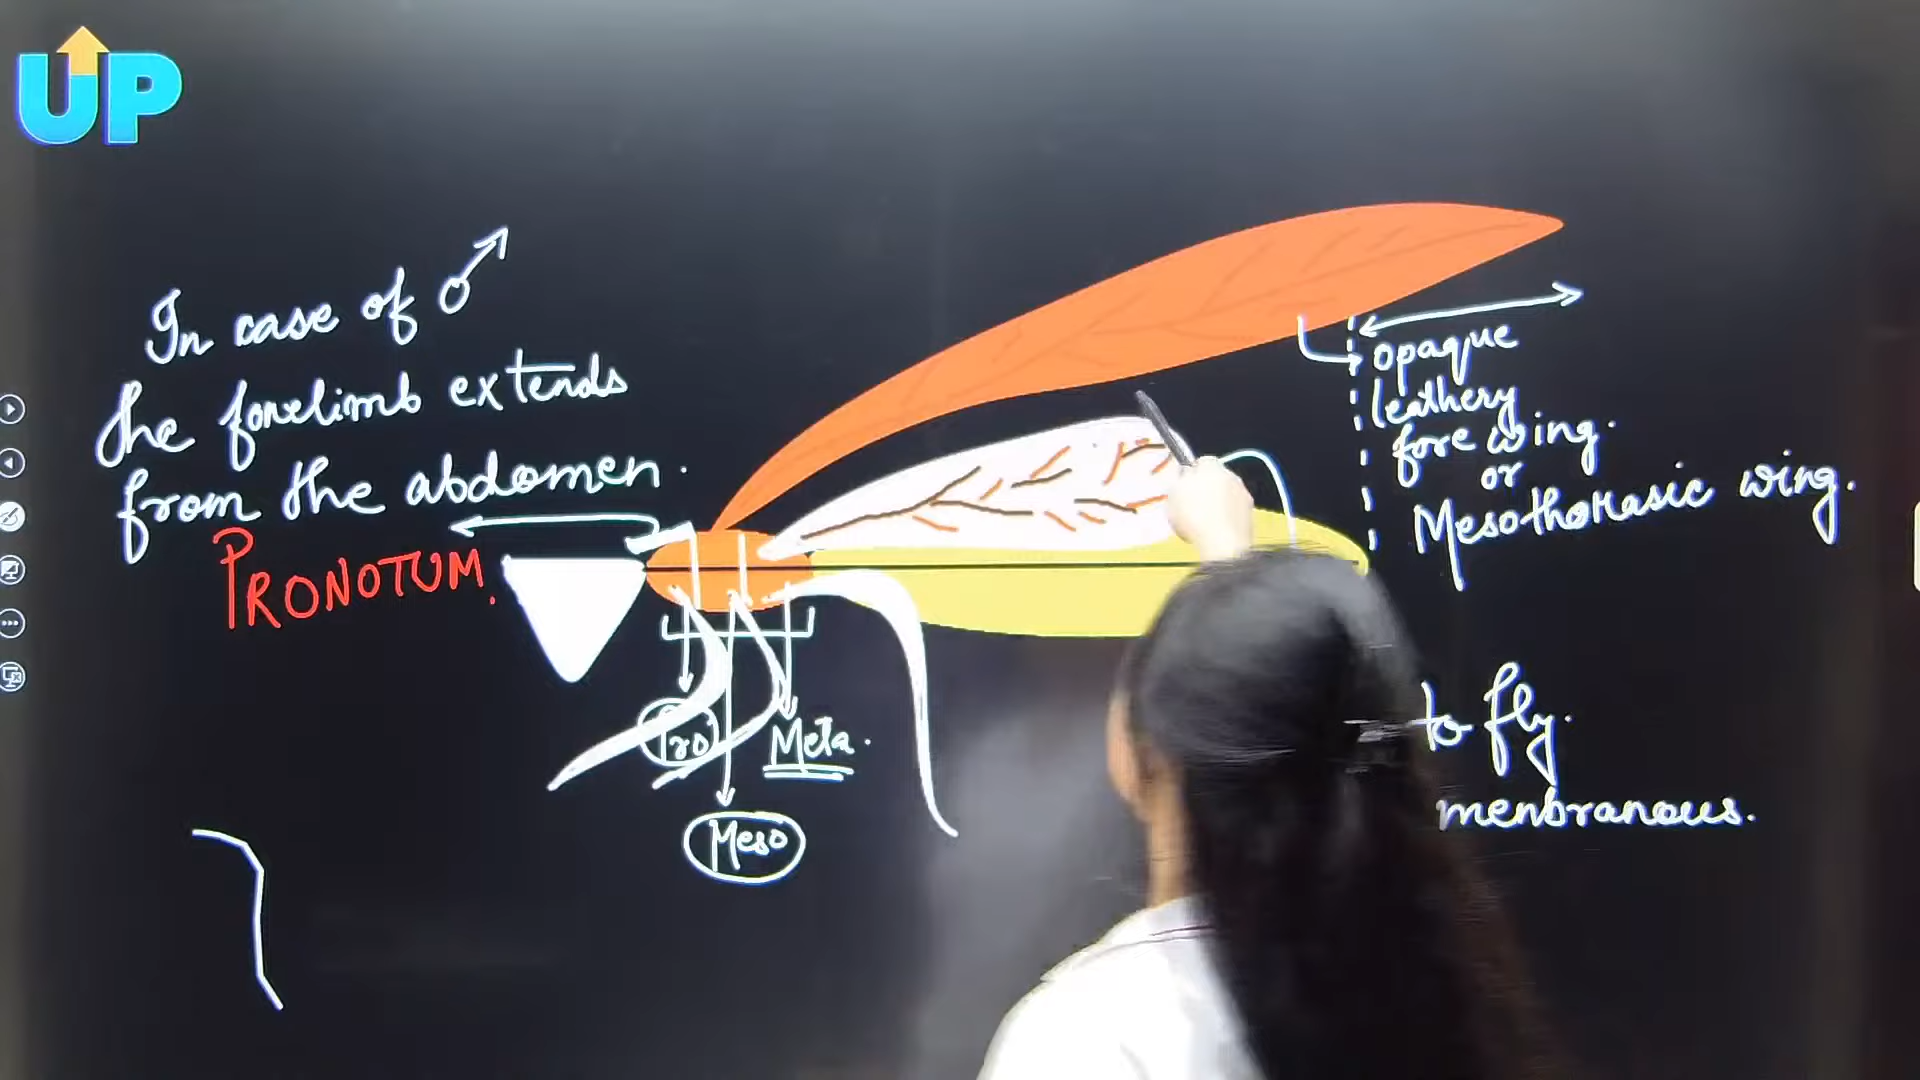 UP
In case of ♂
the forelimb extends
from the abdomen.
PRONOTUM.
opaque
leathery
fore wing.
or
Mesothorasic wing.
Pro
Meta.
Meso
to fly.
menbranous.